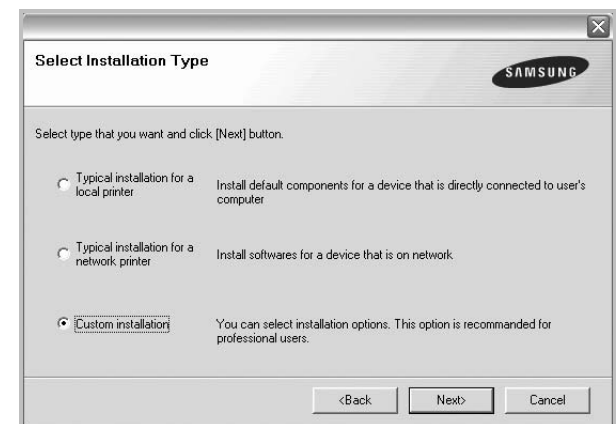 Select Installation Type
SAMSUNG
Select type that you want and click [Next] button.
Typical installation for a
local printer
Install default components for a device that is directly connected to user's
computer
Typical installation for a
network printer
Install softwares for a device that is on network
Custom installation
You can select installation options. This option is recommanded for
professional users.
<Back
Next>
Cancel